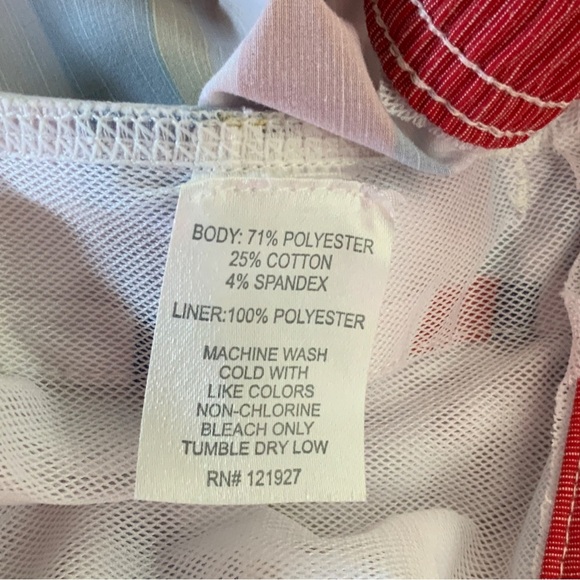 BODY: 71% POLYESTER
25% COTTON
4% SPANDEX
LINER:100% POLYESTER
MACHINE WASH
COLD WITH
LIKE COLORS
NON-CHLORINE
BLEACH ONLY
TUMBLE DRY LOW
RN# 121927